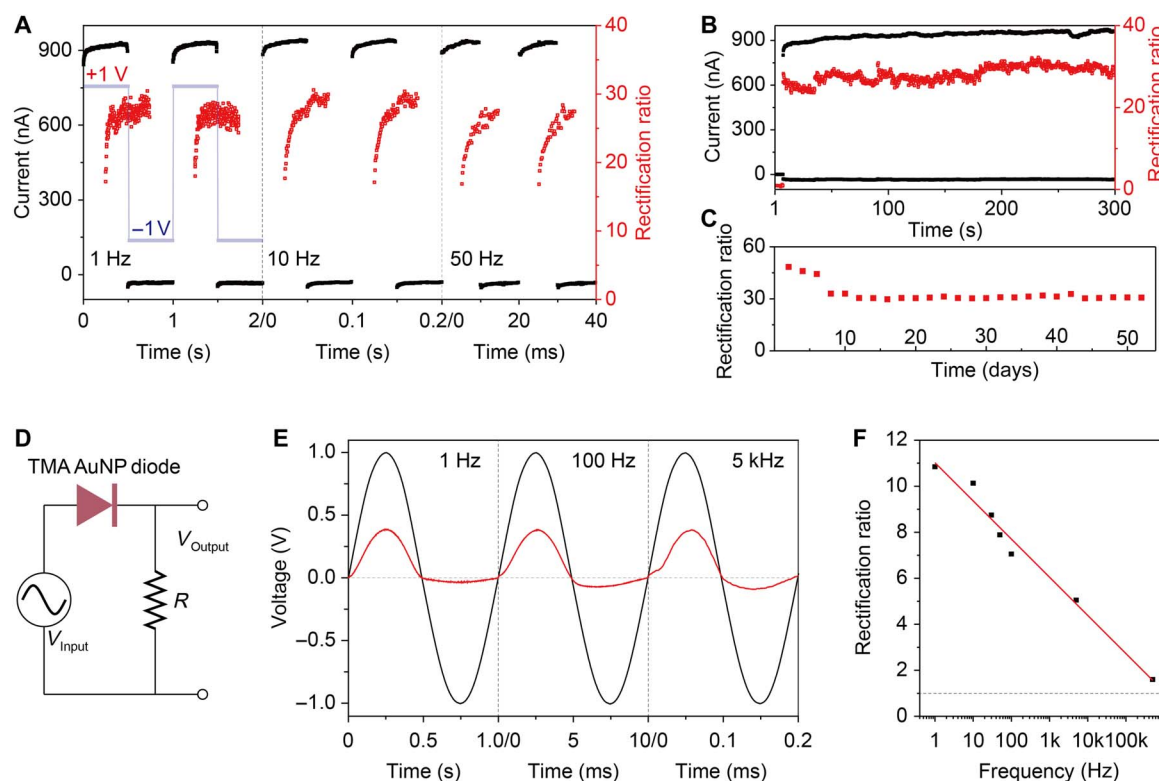 A
Current (nA)
900
600
300
0
+1 V
−1 V
1 Hz
10 Hz
50 Hz
40
30
20
10
0
Rectification ratio
0
1
2/0
0.1
0.2/0
20
40
Time (s)
Time (s)
Time (ms)
B
Current (nA)
900
600
300
0
40
20
0
Rectification ratio
1
100
200
300
Time (s)
C
Rectification ratio
60
30
0
10
20
30
40
50
Time (days)
D
TMA AuNP diode
VOutput
R
VInput
E
Voltage (V)
1.0
0.5
0.0
−0.5
−1.0
1 Hz
100 Hz
5 kHz
0
0.5
1.0/0
5
10/0
0.1
0.2
Time (s)
Time (ms)
Time (ms)
F
Rectification ratio
12
10
8
6
4
2
0
1
10
100
1k
10k
100k
Frequency (Hz)